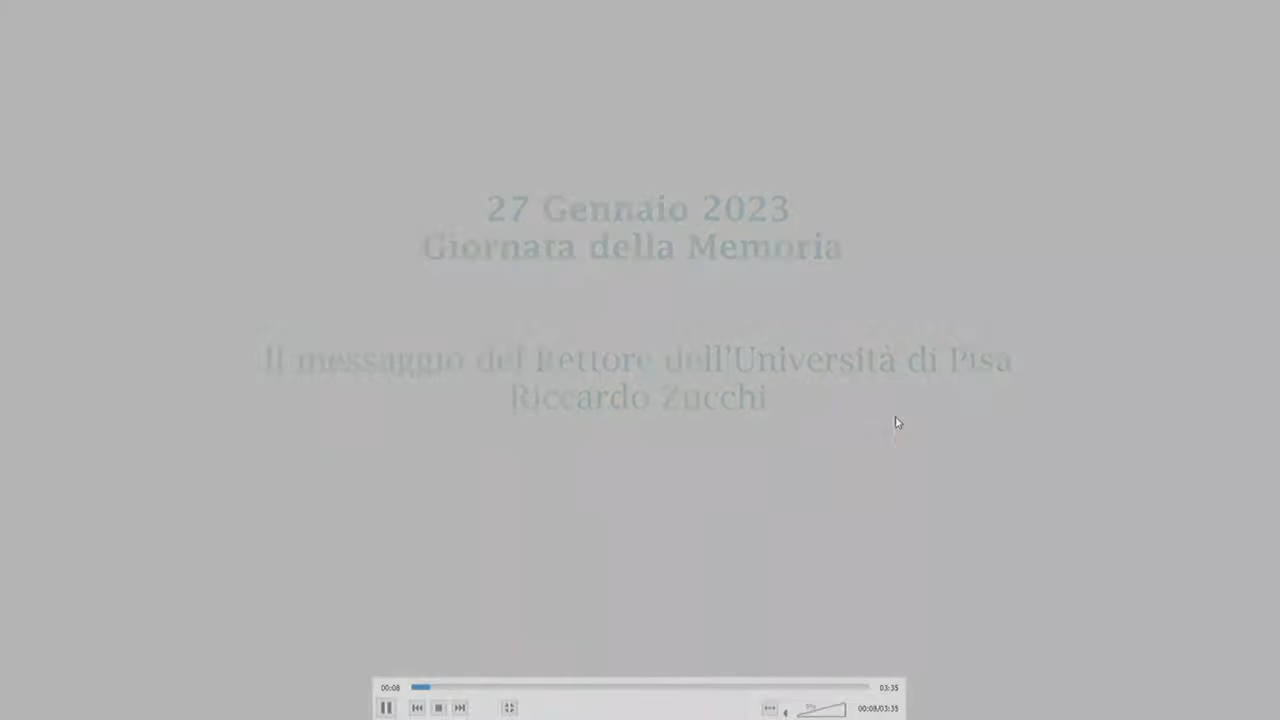 27 Gennaio 2023
Giornata della Memoria
Il messaggio del Rettore dell'Università di Pisa
Riccardo Zucchi
00:08
03:35
00:08/03:35